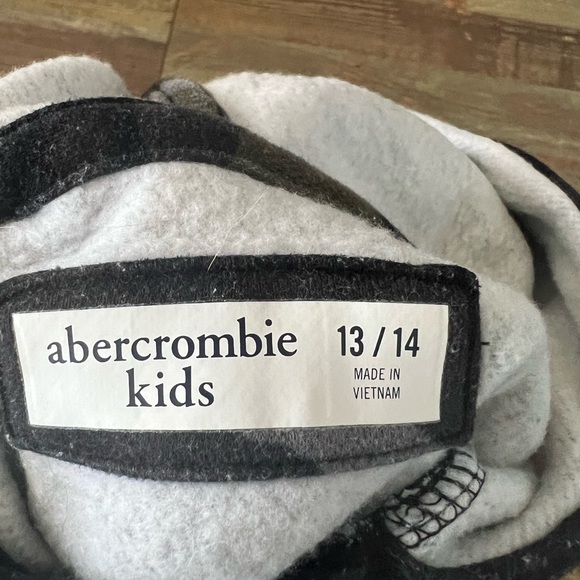 abercrombie
kids
13 / 14
MADE IN
VIETNAM